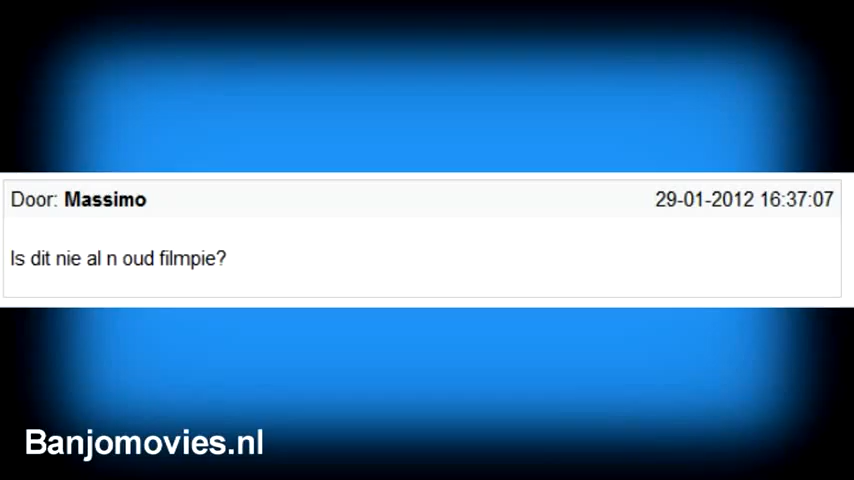 Door: Massimo 29-01-2012 16:37:07
Is dit nie al n oud filmpie?
Banjomovies.nl